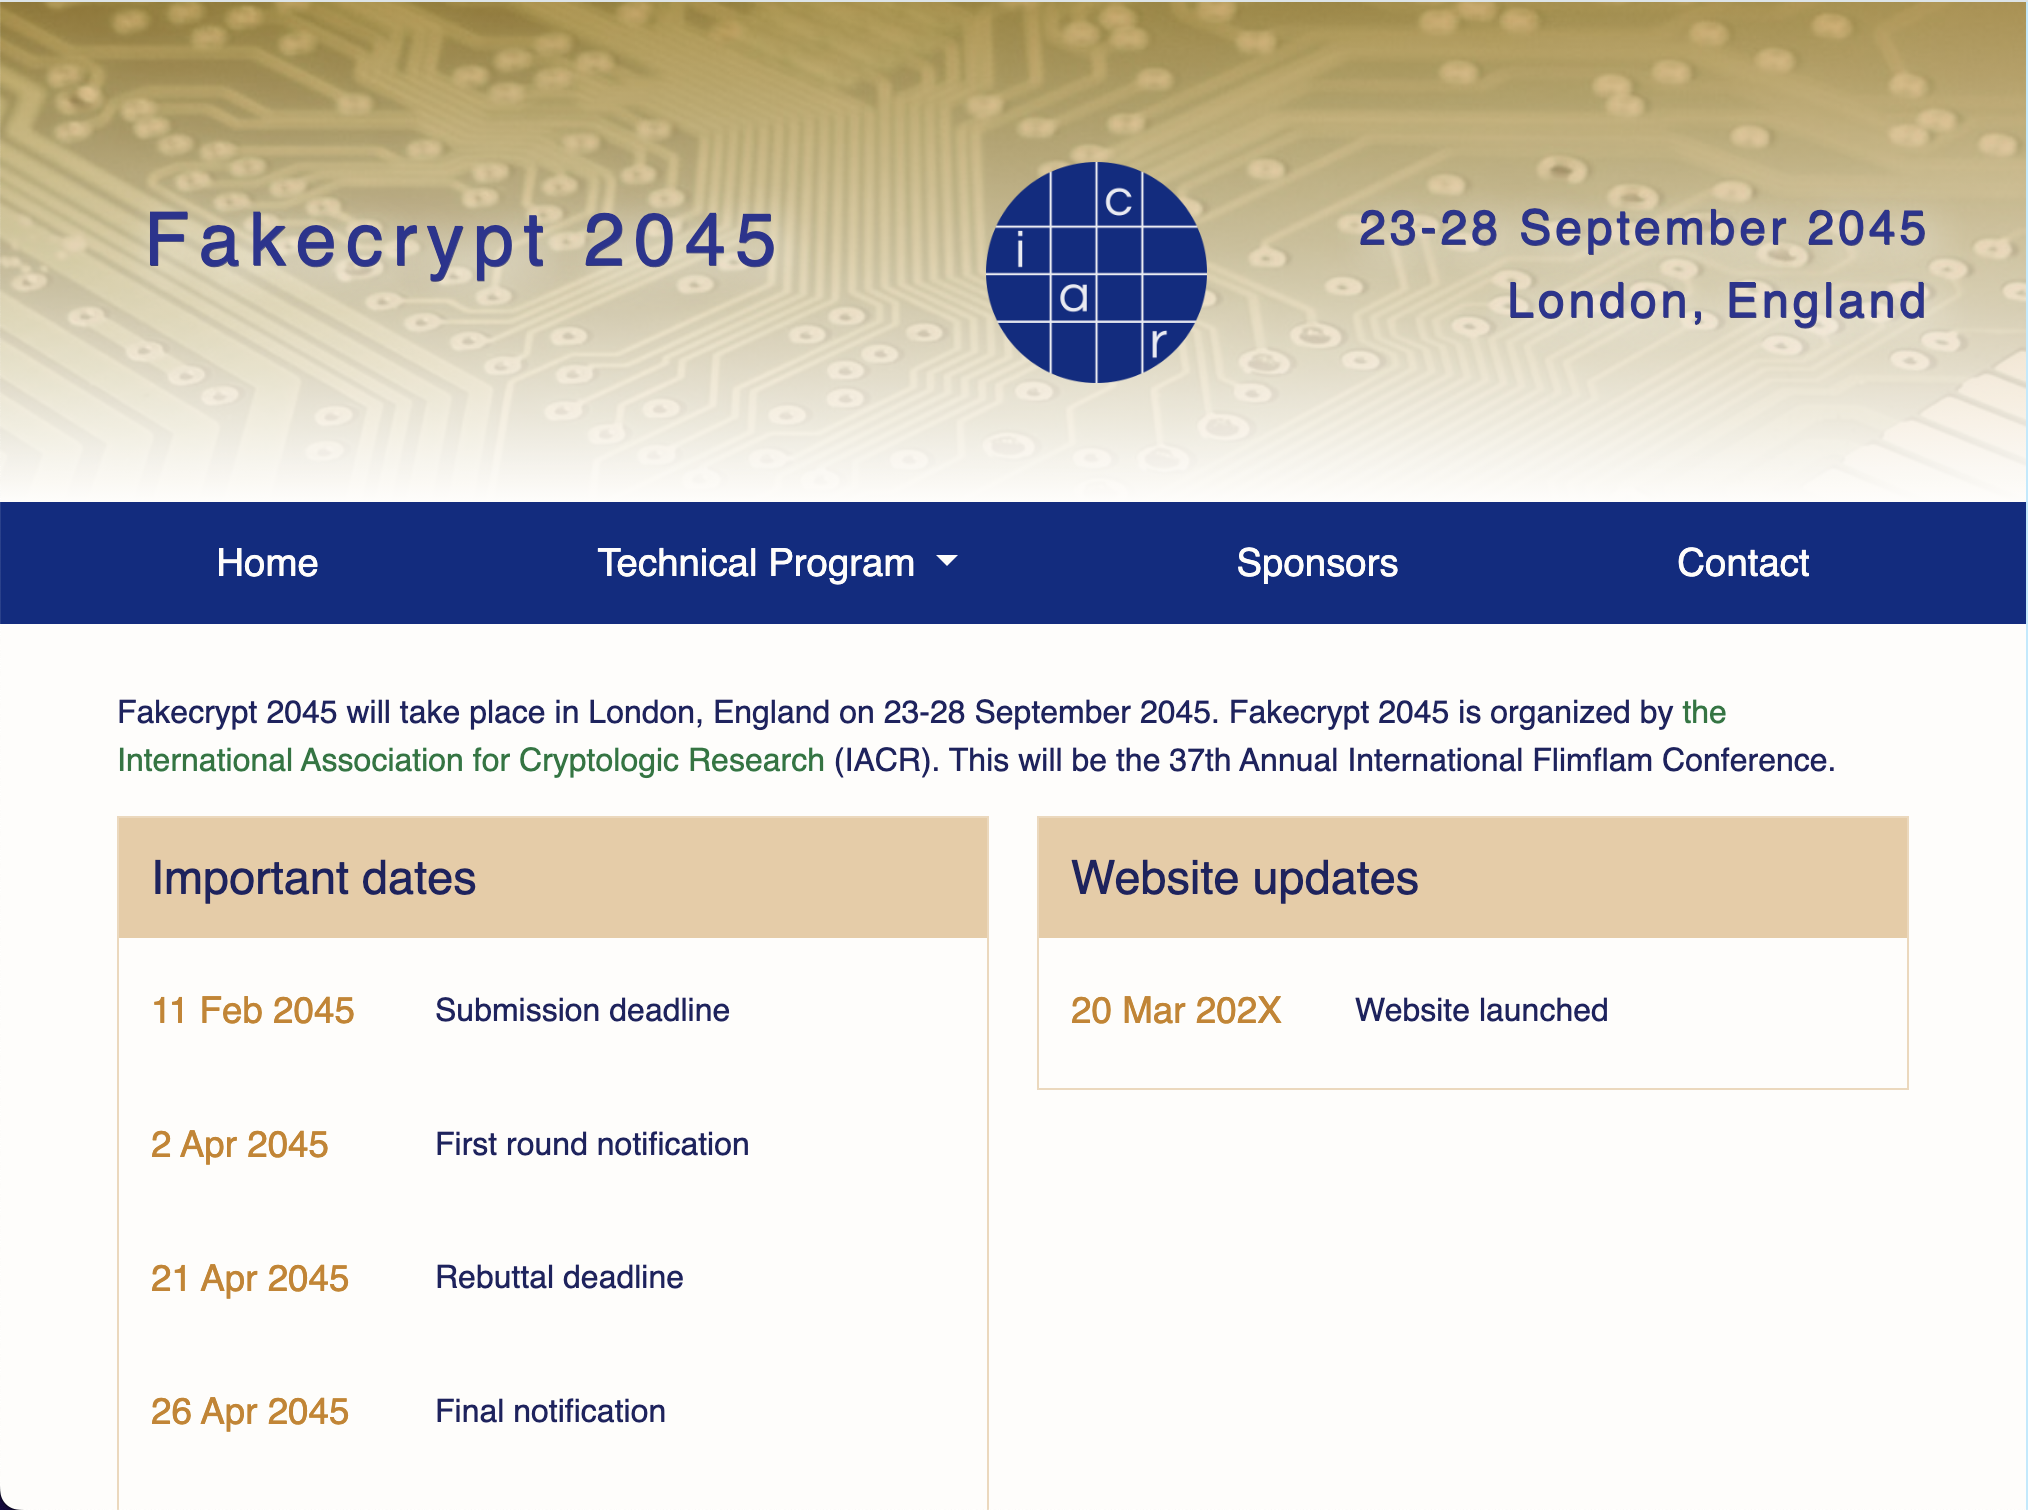 Fakecrypt 2045
c
i
a
r
23-28 September 2045
London, England
Home
Technical Program
Sponsors
Contact
Fakecrypt 2045 will take place in London, England on 23-28 September 2045. Fakecrypt 2045 is organized by the
International Association for Cryptologic Research (IACR). This will be the 37th Annual International Flimflam Conference.
Important dates
11 Feb 2045 Submission deadline
2 Apr 2045 First round notification
21 Apr 2045 Rebuttal deadline
26 Apr 2045 Final notification
Website updates
20 Mar 202X Website launched